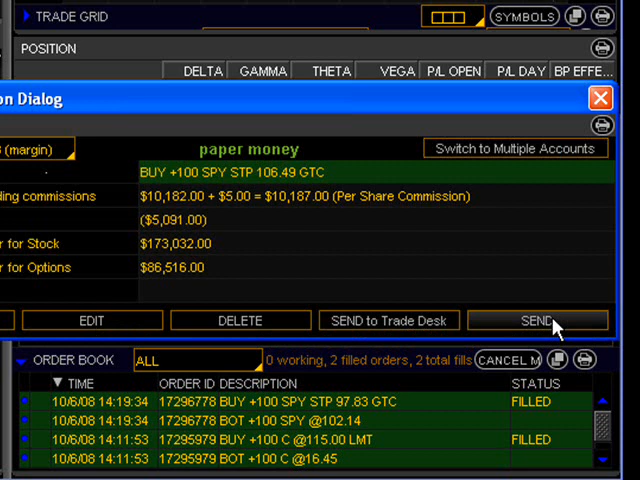 TRADE GRID SYMBOLS
POSITION
DELTA GAMMA THETA VEGA P/L OPEN P/L DAY BP EFFE...
on Dialog
(margin) paper money Switch to Multiple Accounts
BUY +100 SPY STP 106.49 GTC
ding commissions $10,182.00 + $5.00 = $10,187.00 (Per Share Commission)
($5,091.00)
r for Stock $173,032.00
r for Options $86,516.00
EDIT DELETE SEND to Trade Desk SEND
ORDER BOOK ALL 0 working, 2 filled orders, 2 total fills CANCEL M
TIME ORDER ID DESCRIPTION STATUS
10/6/08 14:19:34 17296778 BUY +100 SPY STP 97.83 GTC FILLED
10/6/08 14:19:34 17296778 BOT +100 SPY @102.14
10/6/08 14:11:53 17295979 BUY +100 C @115.00 LMT FILLED
10/6/08 14:11:53 17295979 BOT +100 C @16.45